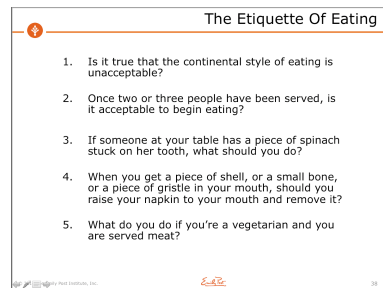 The Etiquette Of Eating
1. Is it true that the continental style of eating is
unacceptable?
2. Once two or three people have been served, is
it acceptable to begin eating?
3. If someone at your table has a piece of spinach
stuck on her tooth, what should you do?
4. When you get a piece of shell, or a small bone,
or a piece of gristle in your mouth, should you
raise your napkin to your mouth and remove it?
5. What do you do if you're a vegetarian and you
are served meat?
Post Institute, Inc.
Emily Post
38